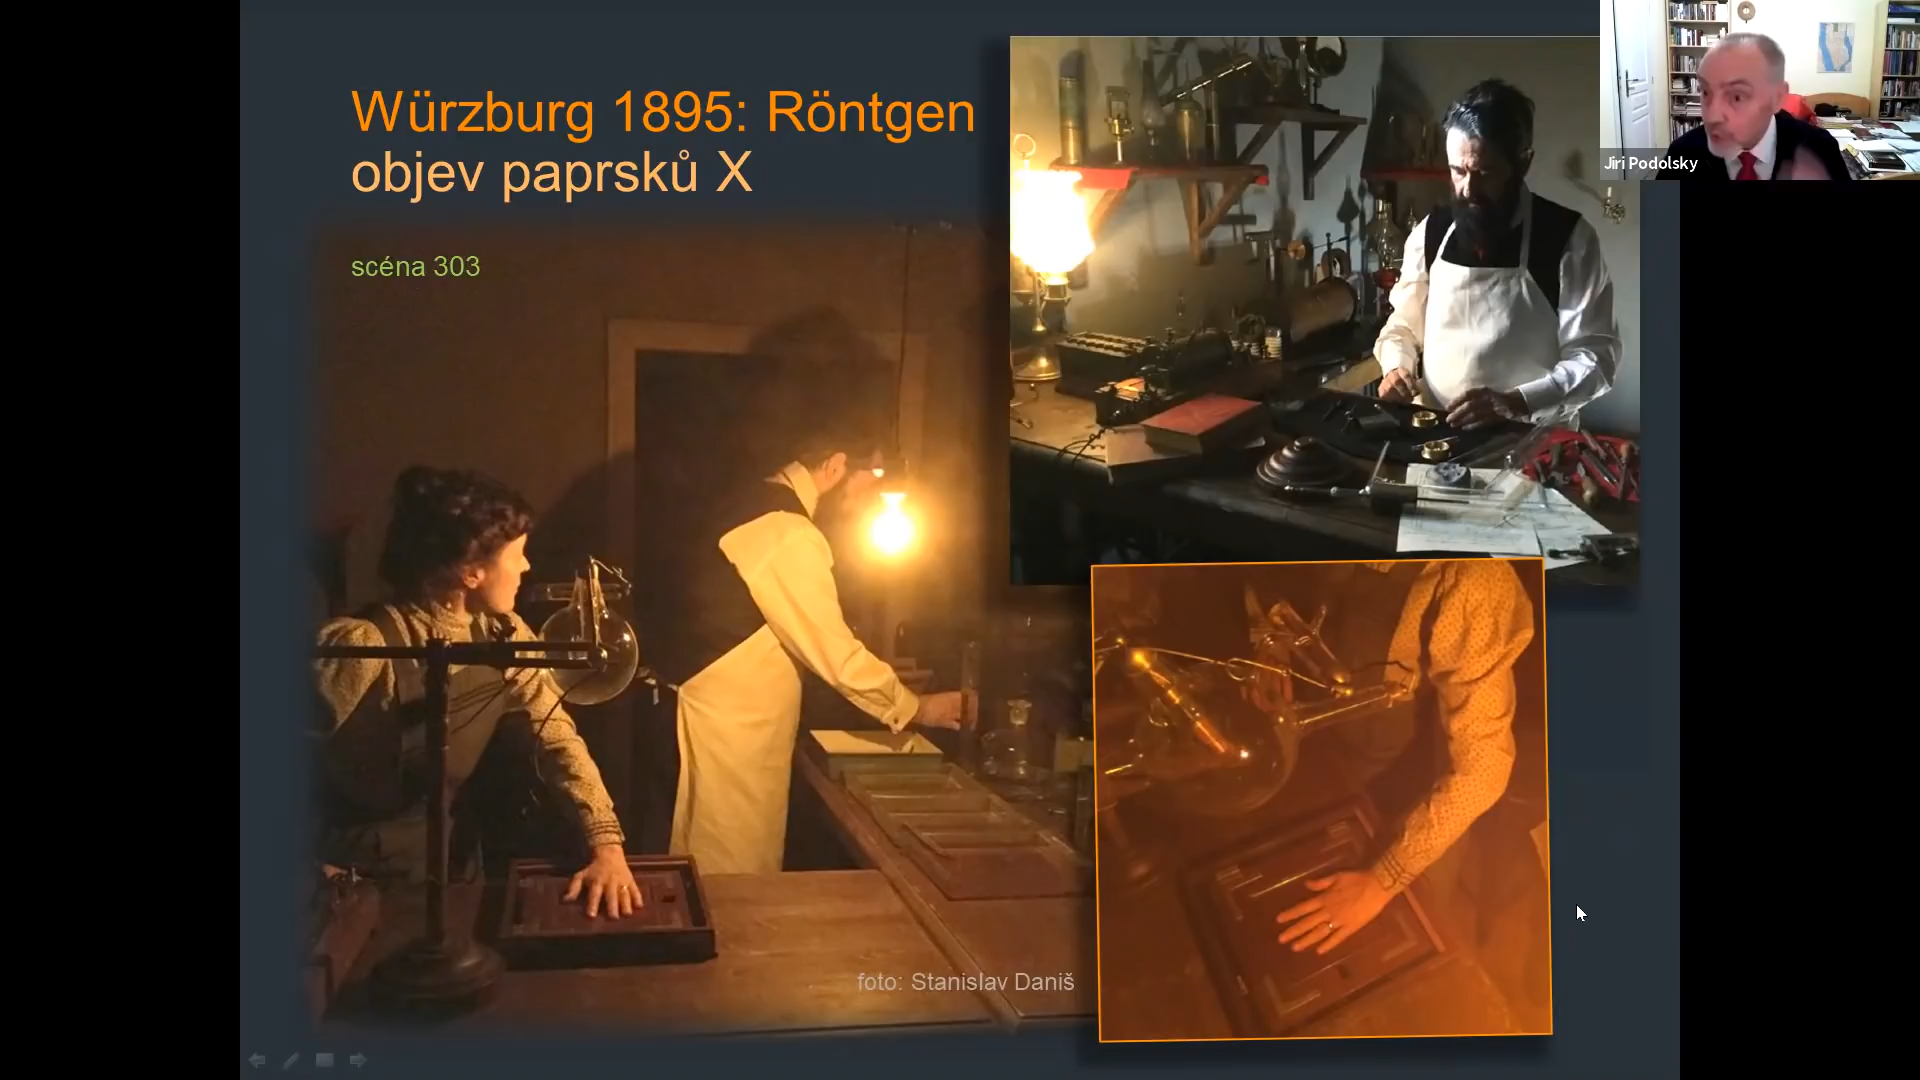 Würzburg 1895: Röntgen
objev paprsků X
scéna 303
foto: Stanislav Daniš
Jiri Podolsky